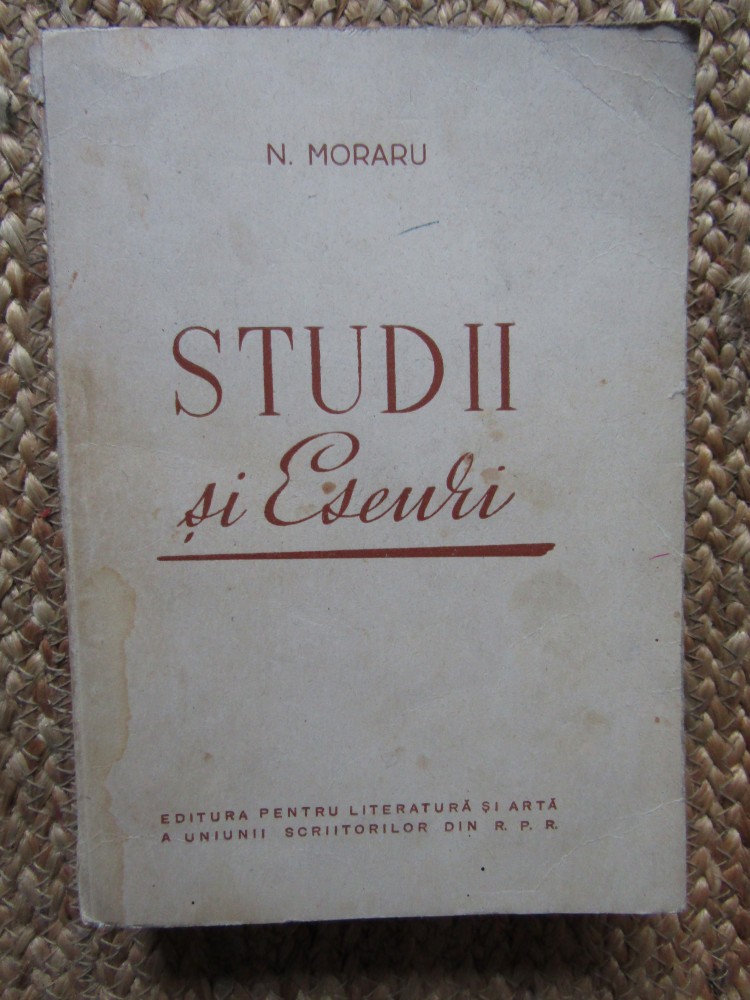 N. MORARU
STUDII
și Eseuri
EDITURA PENTRU LITERATURĂ ȘI ARTĂ
A UNIUNII SCRIITORILOR DIN R. P. R.